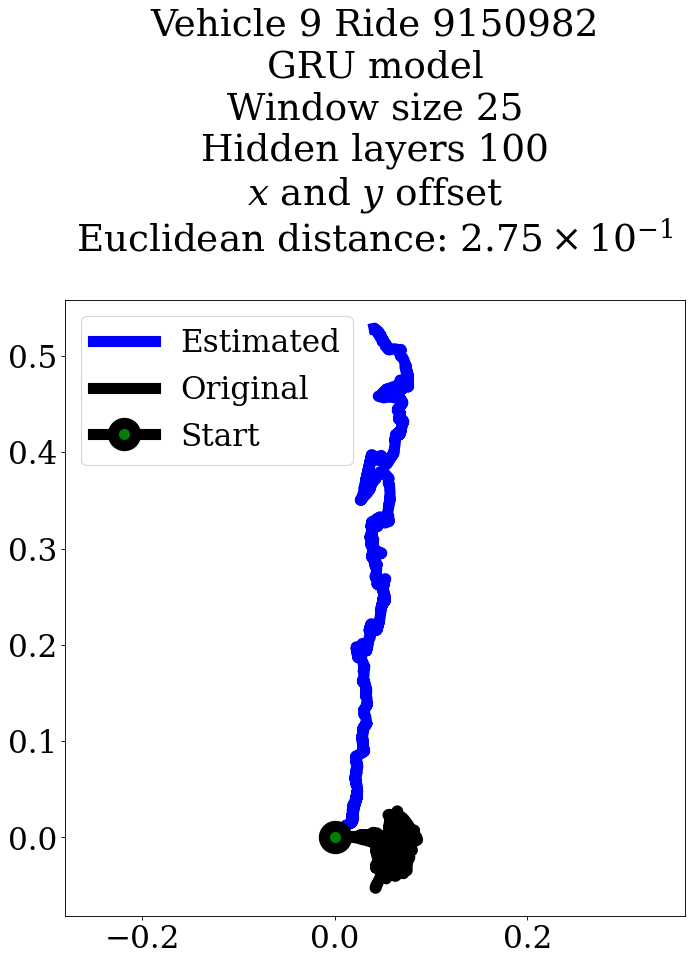 Vehicle 9 Ride 9150982
GRU model
Window size 25
Hidden layers 100
x and y offset
Euclidean distance: 2.75 × 10⁻¹
Estimated
Original
Start
0.5
0.4
0.3
0.2
0.1
0.0
−0.2 0.0 0.2